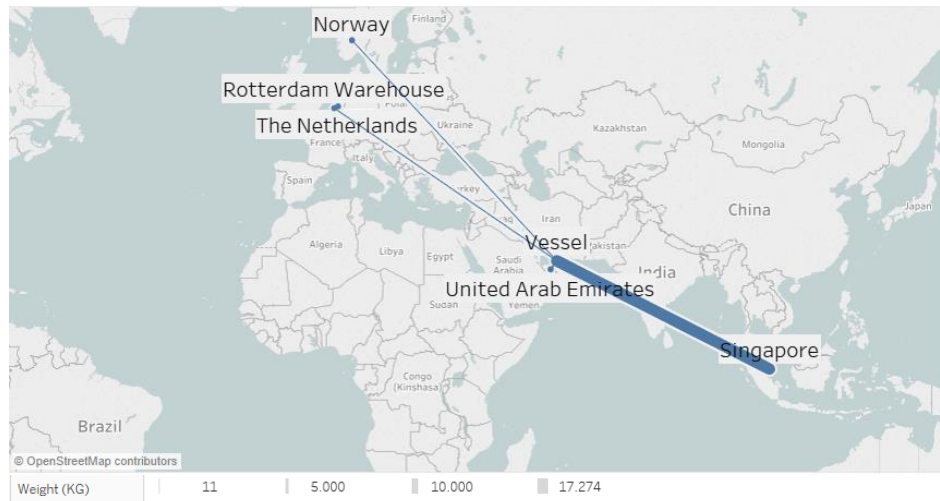 Norway
Finland
Rotterdam Warehouse
The Netherlands
Ukraine
France
Kazakhstan
Mongolia
Italy
Spain
Turkey
China
Japan
Iraq
Iran
Vessel
Pakistan
Algeria
Libya
Egypt
Saudi
Arabia
India
United Arab Emirates
Sudan
Yemen
Singapore
Congo
(Kinshasa)
Brazil
© OpenStreetMap contributors
Weight (KG) 11 5.000 10.000 17.274